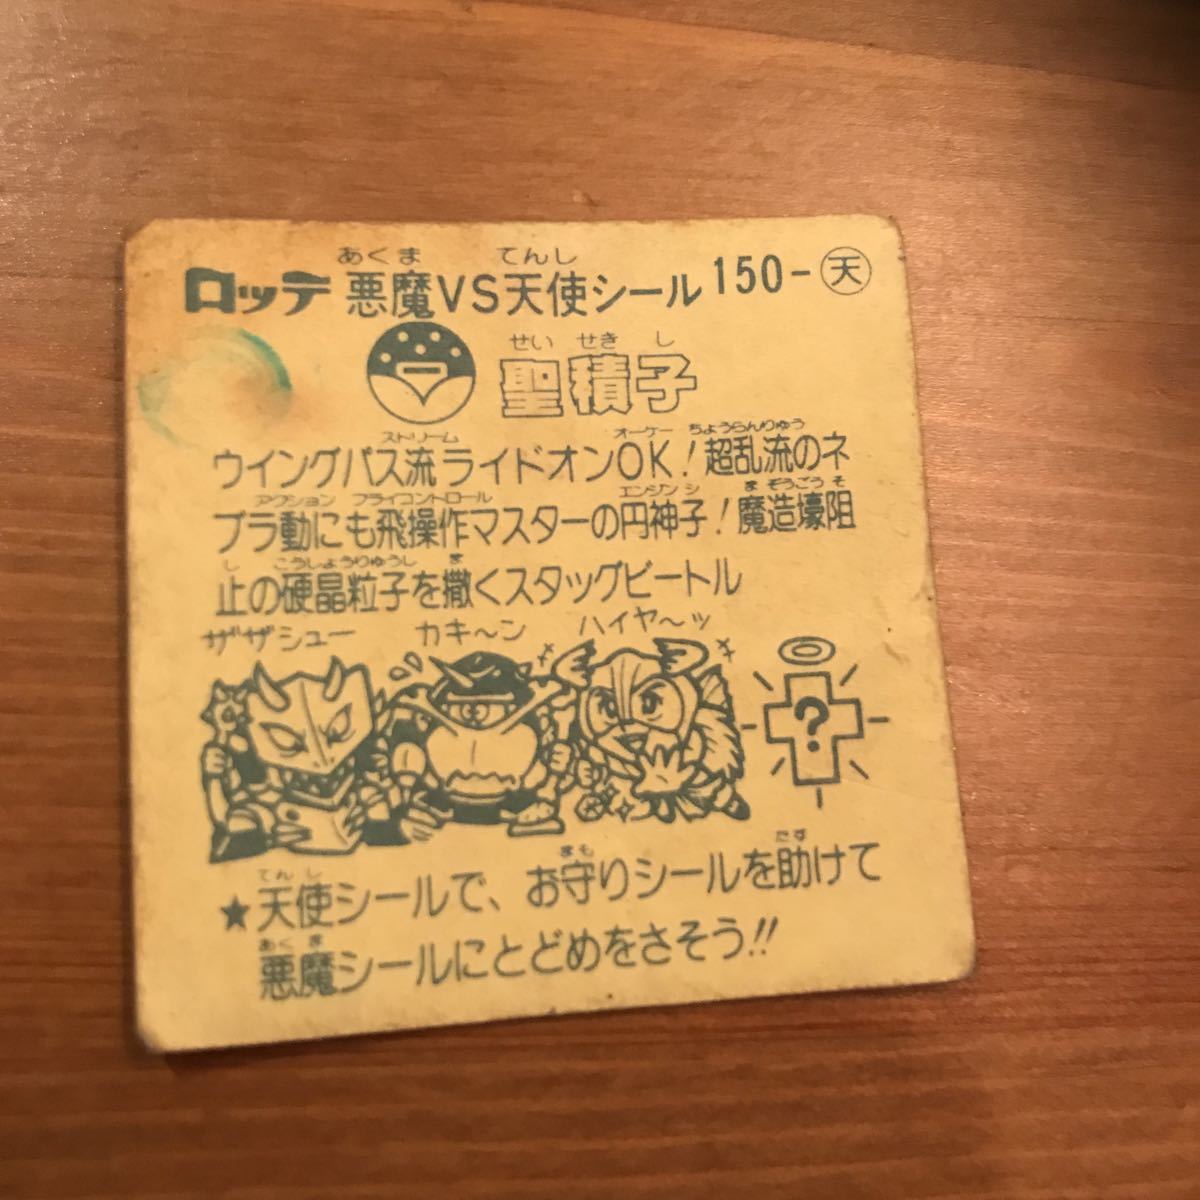 あくま てんし
ロッテ 悪魔VS天使シール 150-天
せいせきし
聖積子
ストリーム オーケー ちょうらんりゅう
ウイングパス流ライドオンOK!超乱流のネ
アクション フライコントロール エンジンシ まぞうごうそ
ブラ動にも飛操作マスターの円神子!魔造壕阻
し こうしょうりゅうし ま
止の硬晶粒子を撒くスタッグビートル
ザザシュー カキ〜ン ハイヤ〜ッ
?
てんし まも たす
★天使シールで、お守りシールを助けて
あくま
悪魔シールにとどめをさそう!!